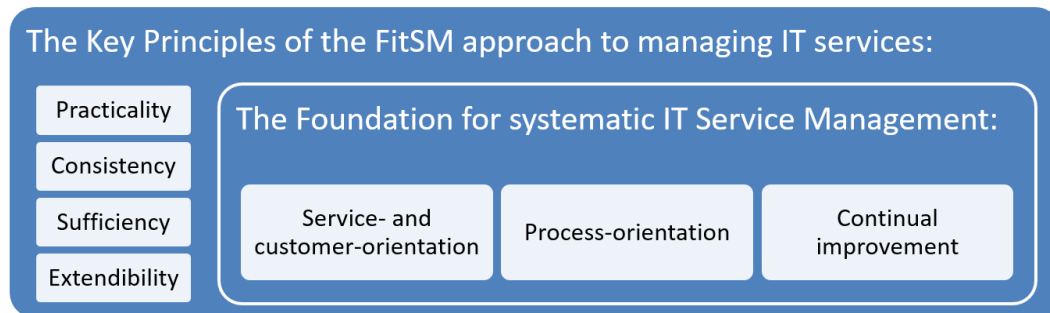 The Key Principles of the FitSM approach to managing IT services:
Practicality
Consistency
Sufficiency
Extendibility
The Foundation for systematic IT Service Management:
Service- and
customer-orientation
Process-orientation
Continual
improvement